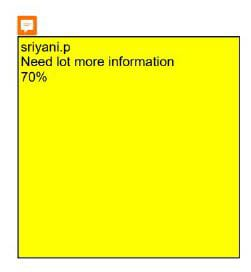 sriyani.p
Need lot more information
70%